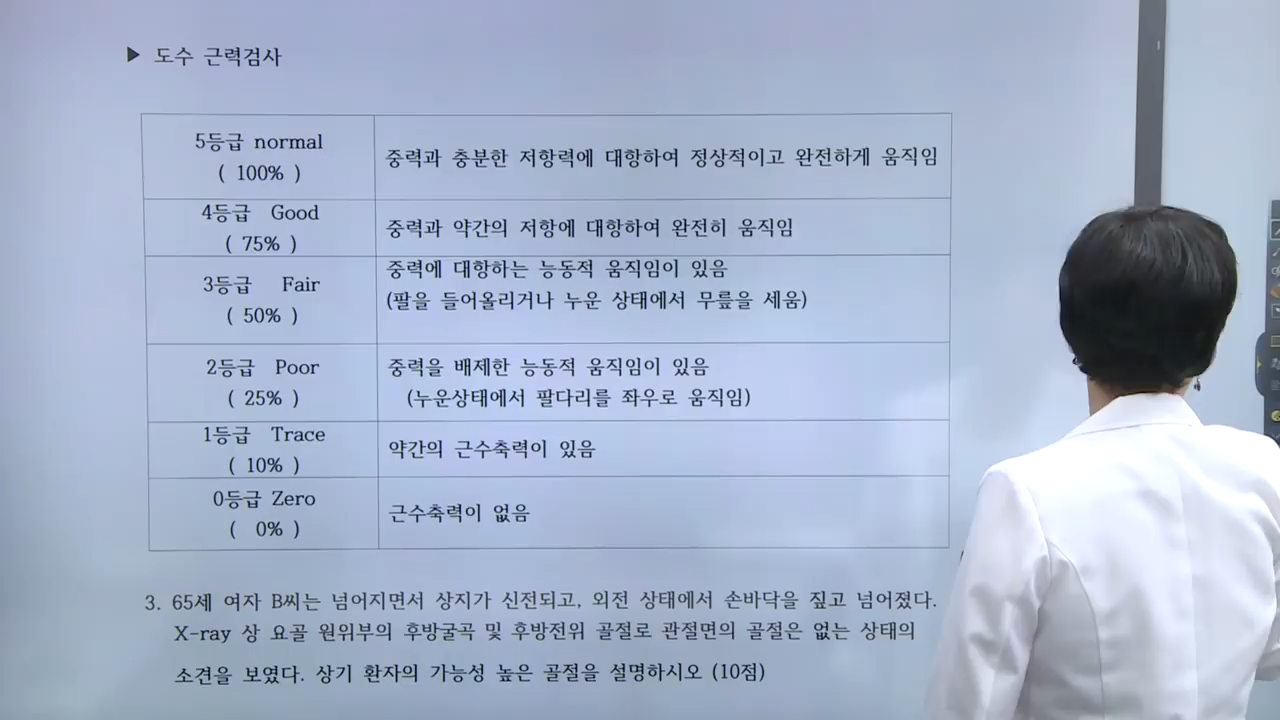 ▶ 도수 근력검사
5등급 normal
( 100% )
중력과 충분한 저항력에 대항하여 정상적이고 완전하게 움직임
4등급 Good
( 75% )
중력과 약간의 저항에 대항하여 완전히 움직임
3등급 Fair
( 50% )
중력에 대항하는 능동적 움직임이 있음
(팔을 들어올리거나 누운 상태에서 무릎을 세움)
2등급 Poor
( 25% )
중력을 배제한 능동적 움직임이 있음
(누운상태에서 팔다리를 좌우로 움직임)
1등급 Trace
( 10% )
약간의 근수축력이 있음
0등급 Zero
( 0% )
근수축력이 없음
3. 65세 여자 B씨는 넘어지면서 상지가 신전되고, 외전 상태에서 손바닥을 짚고 넘어졌다.
X-ray 상 요골 원위부의 후방굴곡 및 후방전위 골절로 관절면의 골절은 없는 상태의
소견을 보였다. 상기 환자의 가능성 높은 골절을 설명하시오 (10점)